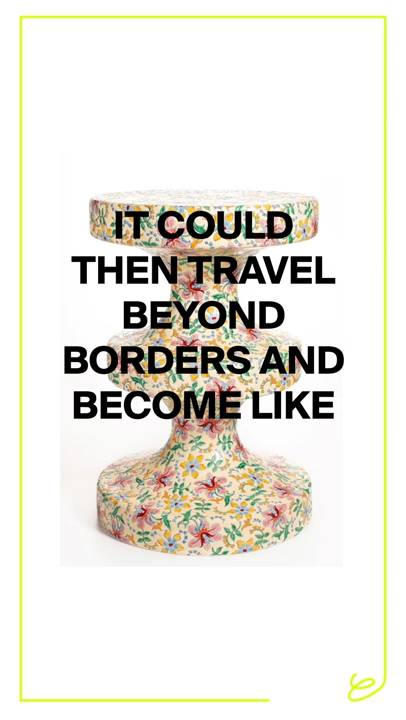 IT COULD
THEN TRAVEL
BEYOND
BORDERS AND
BECOME LIKE